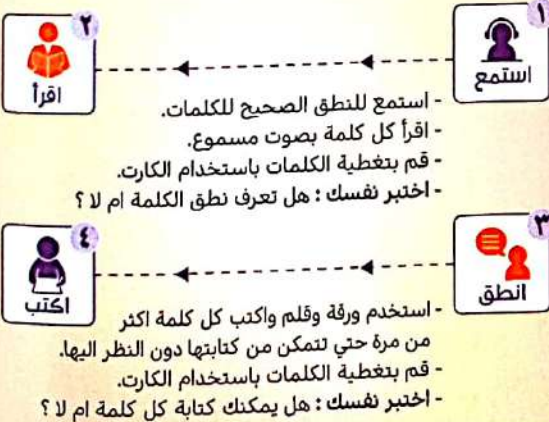 ١
استمع
٢
اقرأ
- استمع للنطق الصحيح للكلمات.
- اقرأ كل كلمة بصوت مسموع.
- قم بتغطية الكلمات باستخدام الكارت.
- اختبر نفسك : هل تعرف نطق الكلمة ام لا ؟
٣
انطق
٤
اكتب
- استخدم ورقة وقلم واكتب كل كلمة اكثر
من مرة حتي تتمكن من كتابتها دون النظر اليها.
- قم بتغطية الكلمات باستخدام الكارت.
- اختبر نفسك : هل يمكنك كتابة كل كلمة ام لا ؟